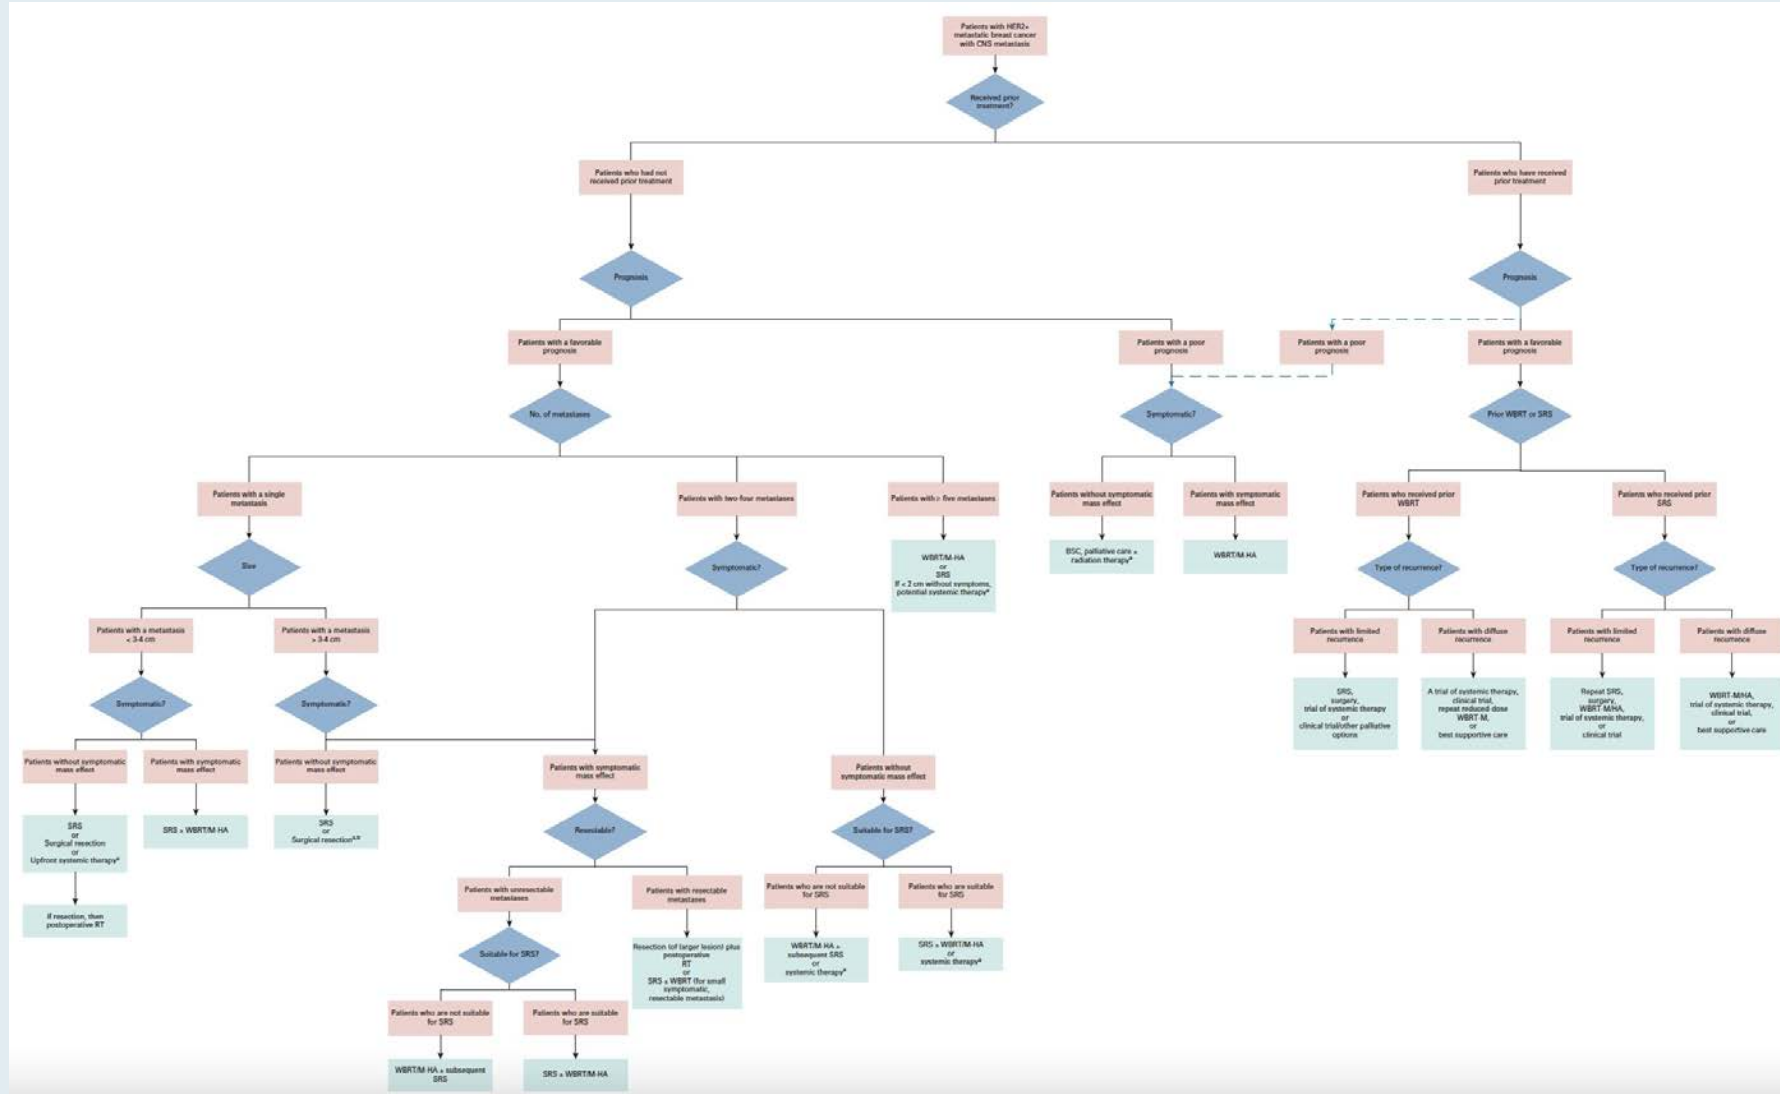 Patients with HER2+
metastatic breast cancer
with CNS metastasis
Received prior
treatment?
Patients who had not
received prior treatment
Patients who have received
prior treatment
Prognosis
Prognosis
Patients with a favorable
prognosis
Patients with a poor
prognosis
Patients with a poor
prognosis
Patients with a favorable
prognosis
No. of metastases
Symptomatic?
Prior WBRT or SRS
Patients with a single
metastasis
Patients with two-four metastases
Patients with ≥ five metastases
Patients without symptomatic
mass effect
Patients with symptomatic
mass effect
Patients who received prior
WBRT
Patients who received prior
SRS
Size
Symptomatic?
WBRT/M-HA
or
SRS
If < 2 cm without symptoms,
potential systemic therapy
BSC, palliative care ±
radiation therapy
WBRT/M-HA
Type of recurrence?
Type of recurrence?
Patients with a metastasis
< 3-4 cm
Patients with a metastasis
> 3-4 cm
Patients with limited
recurrence
Patients with diffuse
recurrence
Patients with limited
recurrence
Patients with diffuse
recurrence
Symptomatic?
Symptomatic?
SRS,
surgery,
trial of systemic therapy
or
clinical trial/other palliative
options
A trial of systemic therapy,
clinical trial,
repeat reduced-dose
WBRT-M,
or
best supportive care
Repeat SRS,
surgery,
WBRT-M/HA,
trial of systemic therapy,
or
clinical trial
WBRT-M/HA,
trial of systemic therapy,
clinical trial,
or
best supportive care
Patients without symptomatic
mass effect
Patients with symptomatic
mass effect
Patients without symptomatic
mass effect
Patients with symptomatic
mass effect
Patients without
symptomatic mass effect
SRS
or
Surgical resection
or
Upfront systemic therapy
SRS ± WBRT/M-HA
SRS
or
Surgical resection
Resectable?
Suitable for SRS?
If resection, then
postoperative RT
Patients with unresectable
metastases
Patients with resectable
metastases
Patients who are not suitable
for SRS
Patients who are suitable
for SRS
Suitable for SRS?
Resection (of larger lesion) plus
postoperative
RT
or
SRS ± WBRT (for small
symptomatic,
resectable metastasis)
WBRT/M-HA ±
subsequent SRS
or
systemic therapy
SRS ± WBRT/M-HA
or
systemic therapy
Patients who are not suitable
for SRS
Patients who are suitable
for SRS
WBRT/M-HA ± subsequent
SRS
SRS ± WBRT/M-HA